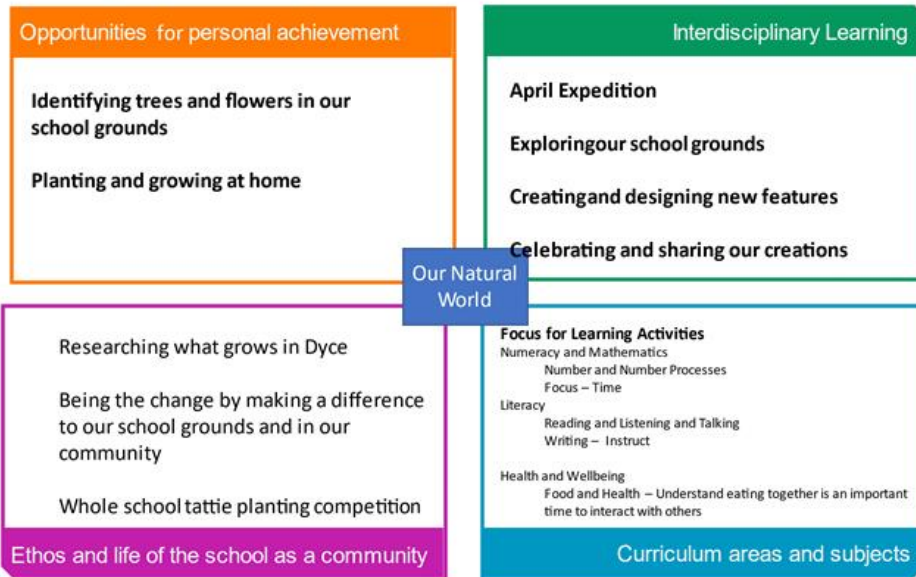 Opportunities for personal achievement
Identifying trees and flowers in our
school grounds
Planting and growing at home
Interdisciplinary Learning
April Expedition
Exploringour school grounds
Creatingand designing new features
Celebrating and sharing our creations
Our Natural
World
Researching what grows in Dyce
Being the change by making a difference
to our school grounds and in our
community
Whole school tattie planting competition
Ethos and life of the school as a community
Focus for Learning Activities
Numeracy and Mathematics
Number and Number Processes
Focus – Time
Literacy
Reading and Listening and Talking
Writing – Instruct
Health and Wellbeing
Food and Health – Understand eating together is an important
time to interact with others
Curriculum areas and subjects